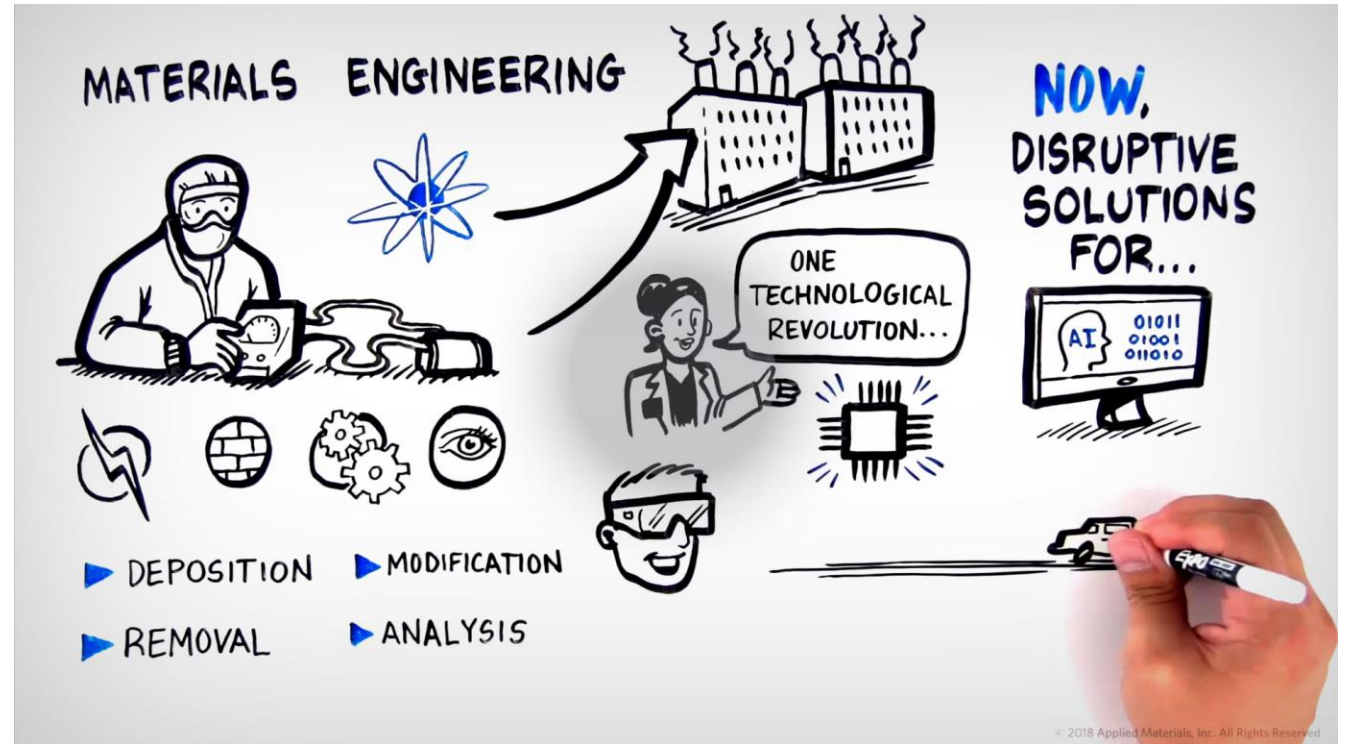 MATERIALS ENGINEERING
DEPOSITION
MODIFICATION
REMOVAL
ANALYSIS
ONE
TECHNOLOGICAL
REVOLUTION...
NOW,
DISRUPTIVE
SOLUTIONS
FOR...
AI
01011
01001
011010
EXPO
© 2018 Applied Materials, Inc. All Rights Reserved